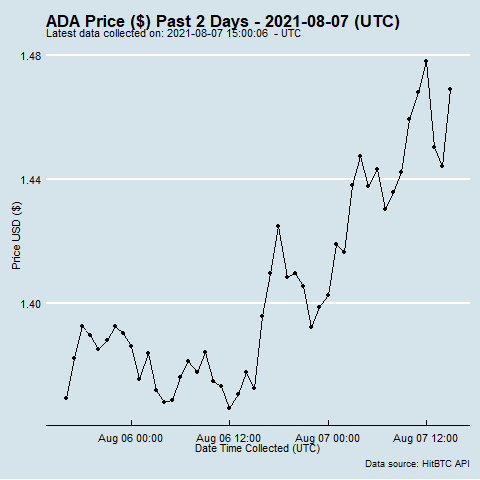 ADA Price ($) Past 2 Days - 2021-08-07 (UTC)
Latest data collected on: 2021-08-07 15:00:06 - UTC
1.48
1.44
1.40
Price USD ($)
Aug 06 00:00 Aug 06 12:00 Aug 07 00:00 Aug 07 12:00
Date Time Collected (UTC)
Data source: HitBTC API